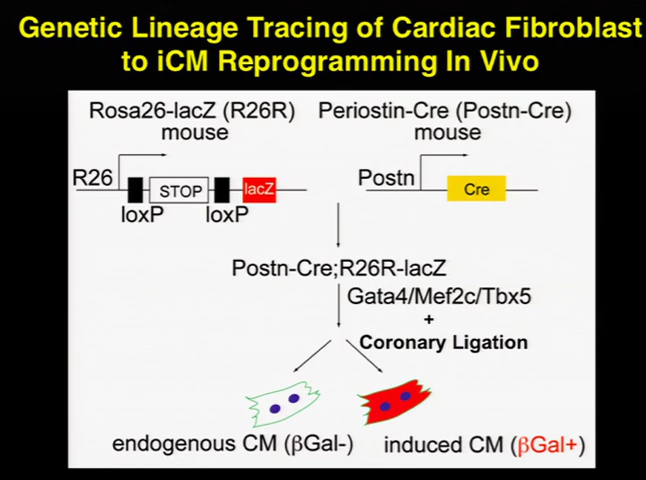 Genetic Lineage Tracing of Cardiac Fibroblast
to iCM Reprogramming In Vivo
Rosa26-lacZ (R26R)
mouse
Periostin-Cre (Postn-Cre)
mouse
R26
STOP
lacZ
loxP
loxP
Postn
Cre
Postn-Cre;R26R-lacZ
Gata4/Mef2c/Tbx5
+
Coronary Ligation
endogenous CM (βGal-)
induced CM (βGal+)